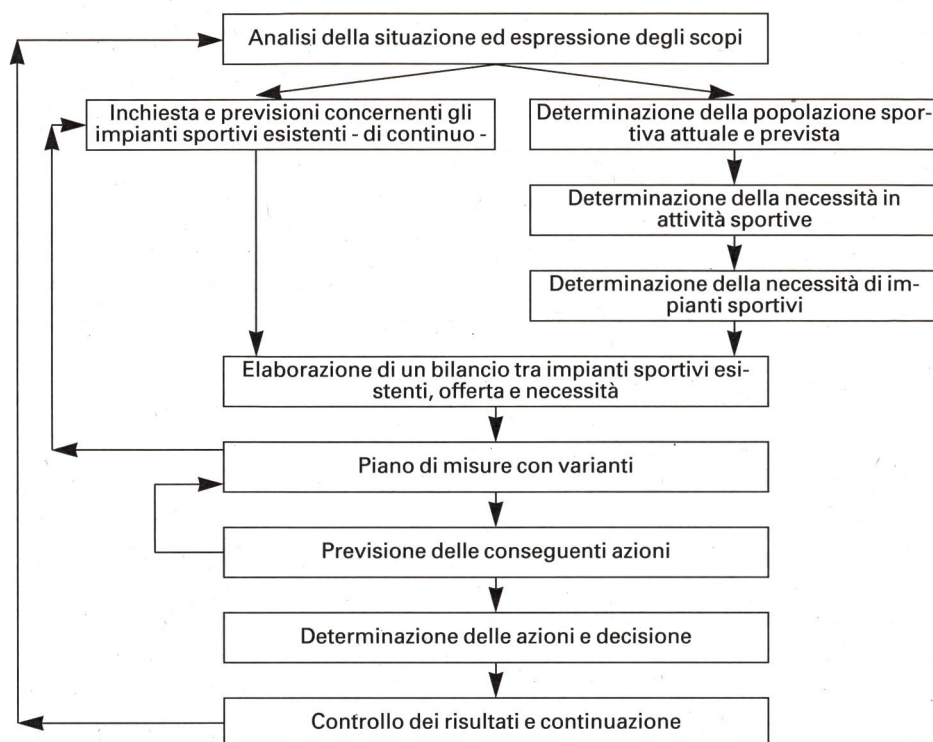 Analisi della situazione ed espressione degli scopi
Inchiesta e previsioni concernenti gli
impianti sportivi esistenti - di continuo -
Determinazione della popolazione spor-
tiva attuale e prevista
Determinazione della necessità in
attività sportive
Determinazione della necessità di im-
pianti sportivi
Elaborazione di un bilancio tra impianti sportivi esi-
stenti, offerta e necessità
Piano di misure con varianti
Previsione delle conseguenti azioni
Determinazione delle azioni e decisione
Controllo dei risultati e continuazione